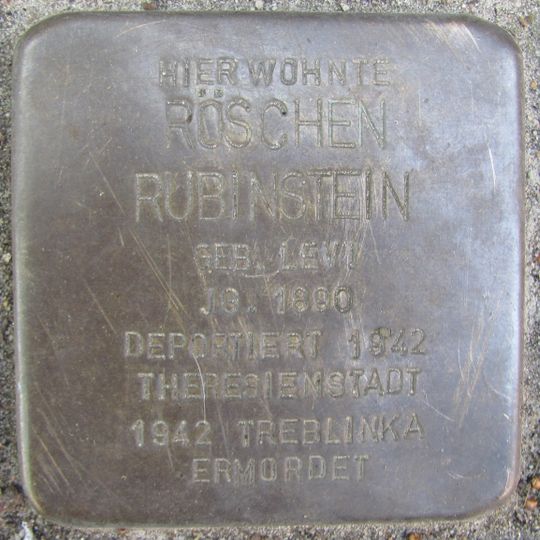 HIER WOHNTE
RÖSCHEN
RUBINSTEIN
GEB. LEVI
JG. 1890
DEPORTIERT 1942
THERESIENSTADT
1942 TREBLINKA
ERMORDET